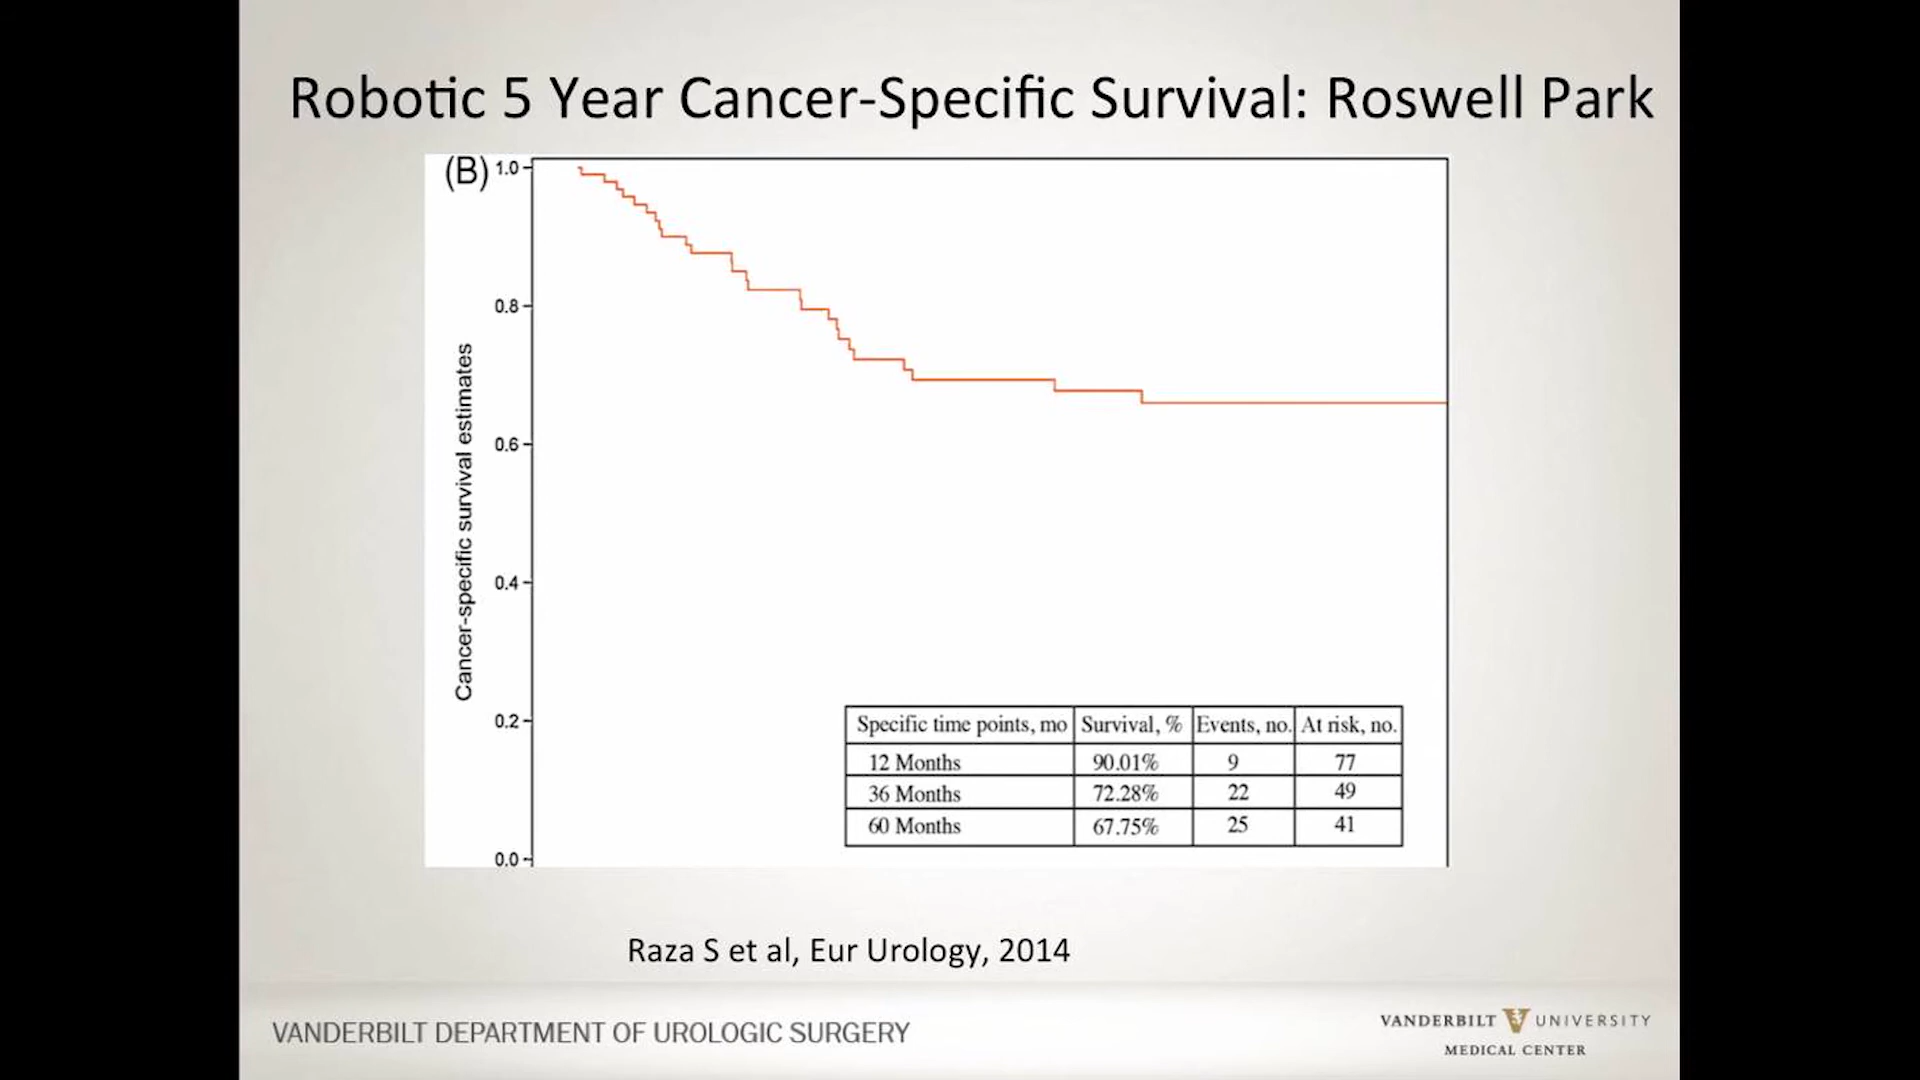 Robotic 5 Year Cancer-Specific Survival: Roswell Park
(B)
1.0
0.8
0.6
0.4
0.2
0.0
Cancer-specific survival estimates
Specific time points, mo Survival, % Events, no. At risk, no.
12 Months 90.01% 9 77
36 Months 72.28% 22 49
60 Months 67.75% 25 41
Raza S et al, Eur Urology, 2014
VANDERBILT DEPARTMENT OF UROLOGIC SURGERY
VANDERBILT V UNIVERSITY
MEDICAL CENTER